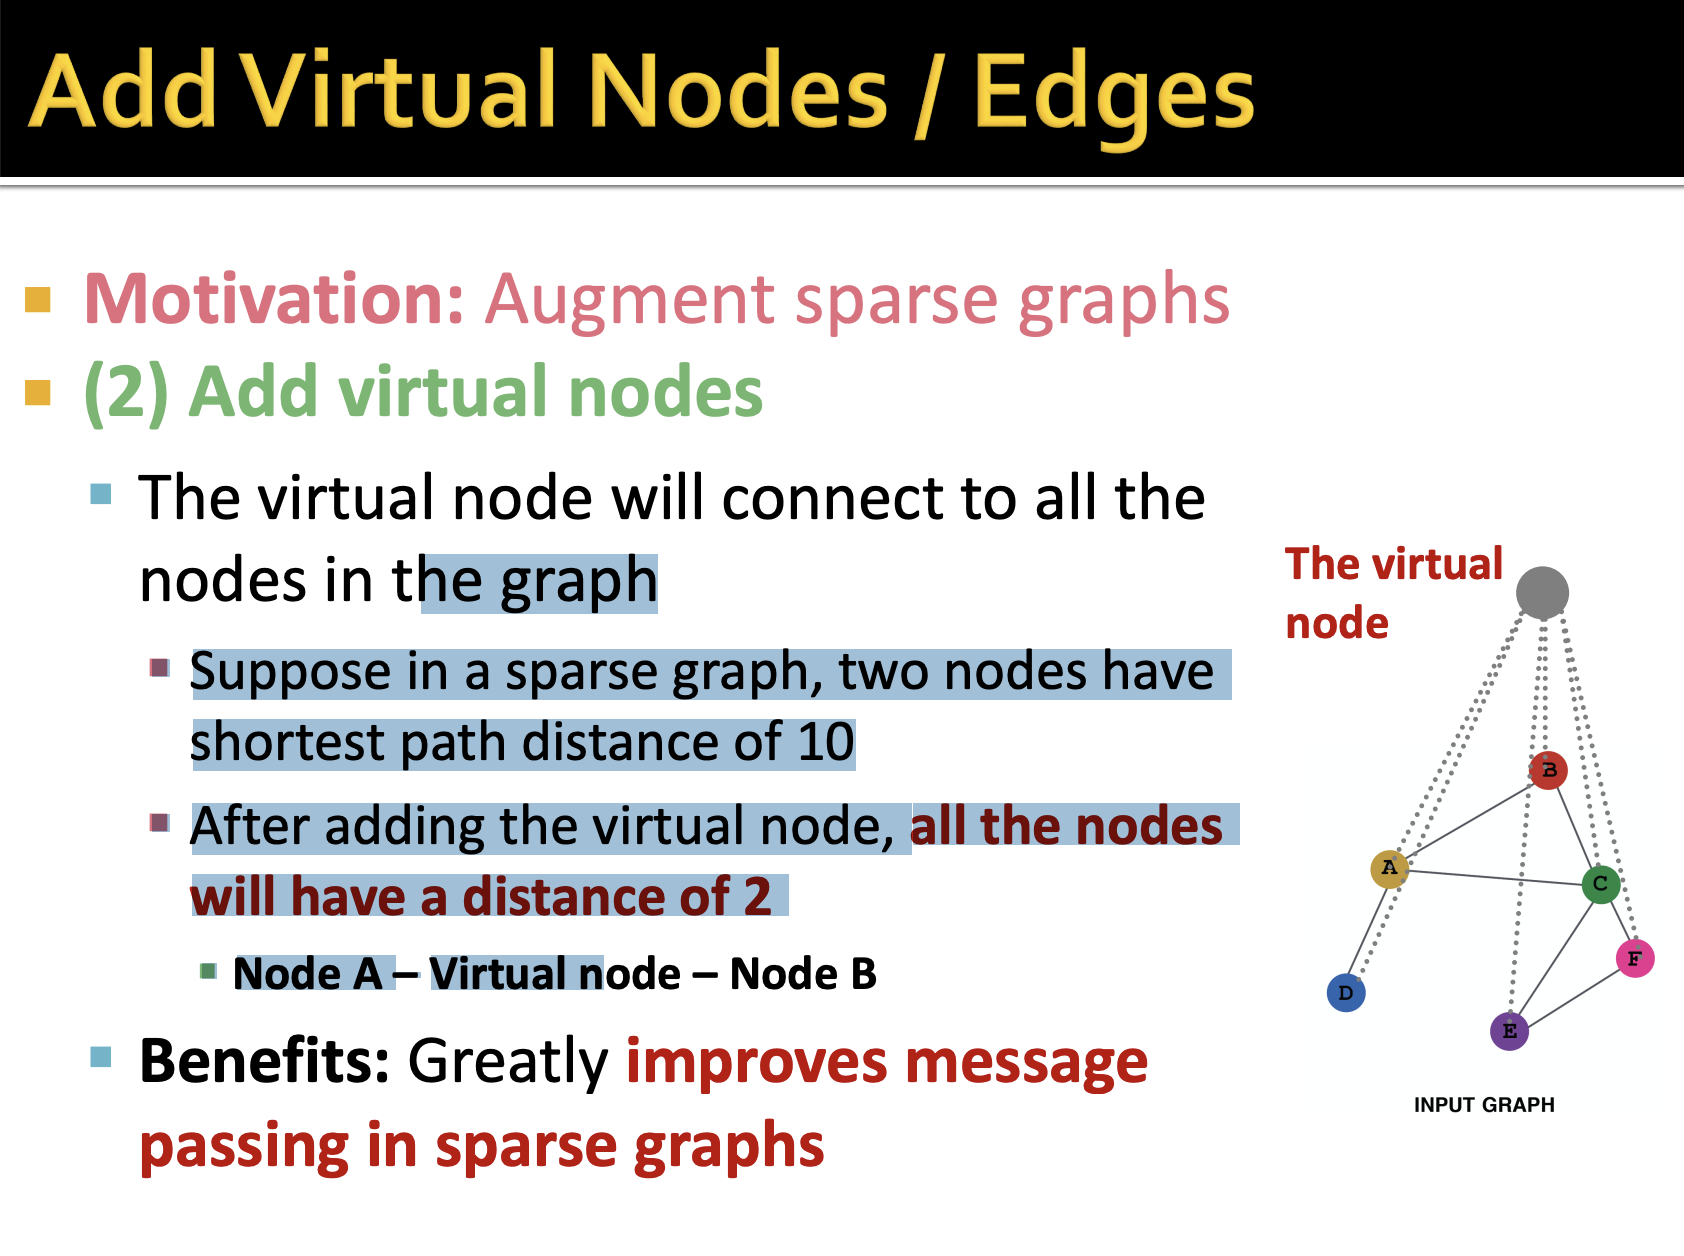 Add Virtual Nodes / Edges
Motivation: Augment sparse graphs
(2) Add virtual nodes
The virtual node will connect to all the
nodes in the graph
Suppose in a sparse graph, two nodes have
shortest path distance of 10
After adding the virtual node, all the nodes
will have a distance of 2
Node A – Virtual node – Node B
Benefits: Greatly improves message
passing in sparse graphs
The virtual
node
B
A
C
F
D
E
INPUT GRAPH